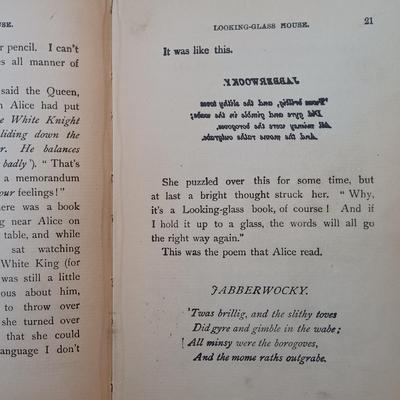 USE.
r pencil. I can't
es all manner of
said the Queen,
h Alice had put
e White Knight
liding down the
r. He balances
badly'). "That's
a memorandum
our feelings!"
here was a book
ng near Alice on
table, and while
sat watching
White King (for
was still a little
ous about him,
to throw over
she turned over
that she could
anguage I don't
LOOKING-GLASS HOUSE. 21
It was like this.
JABBERWOCKY.
'Twas brillig, and the slithy toves
Did gyre and gimble in the wabe;
All mimsy were the borogoves,
And the mome raths outgrabe.
She puzzled over this for some time, but
at last a bright thought struck her. "Why,
it's a Looking-glass book, of course! And if
I hold it up to a glass, the words will all go
the right way again."
This was the poem that Alice read.
JABBERWOCKY.
'Twas brillig, and the slithy toves
Did gyre and gimble in the wabe;
All minsy were the borogoves,
And the mome raths outgrabe.